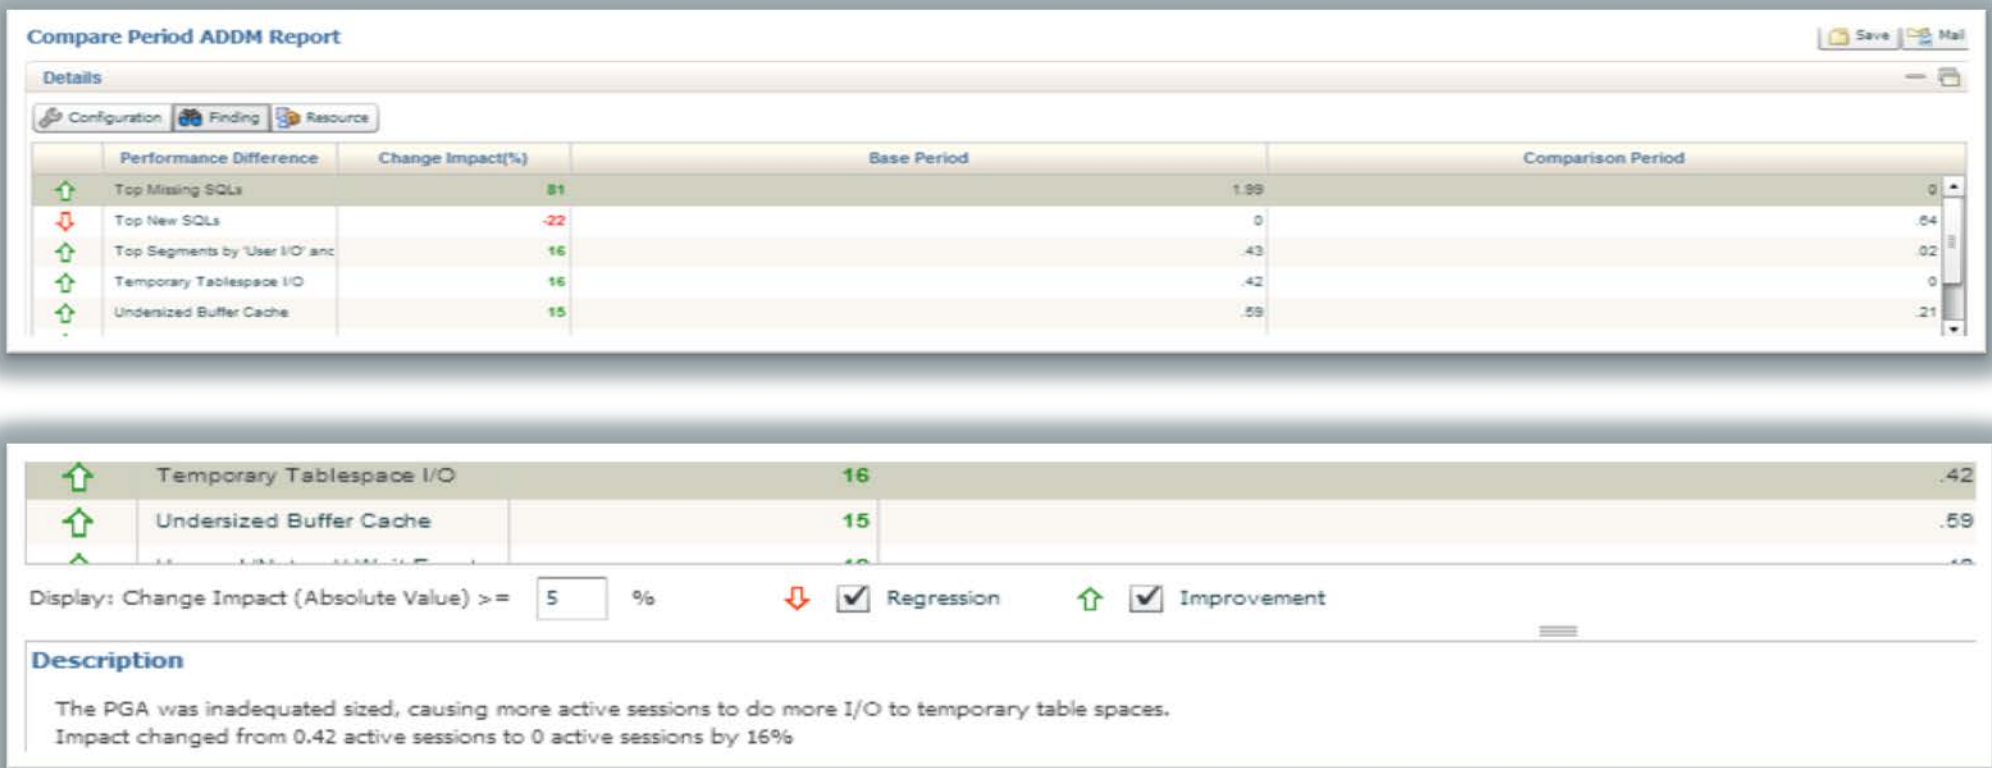 Compare Period ADDM Report
Save Mail
Details
Configuration Finding Resource
Performance Difference Change Impact(%) Base Period Comparison Period
Top Missing SQLs 81 1.99 0
Top New SQLs -22 0 .64
Top Segments by 'User I/O' and 16 .43 .02
Temporary Tablespace I/O 16 .42 0
Undersized Buffer Cache 15 .59 .21
Temporary Tablespace I/O 16 .42
Undersized Buffer Cache 15 .59
Display: Change Impact (Absolute Value) >= 5 % Regression Improvement
Description
The PGA was inadequated sized, causing more active sessions to do more I/O to temporary table spaces.
Impact changed from 0.42 active sessions to 0 active sessions by 16%